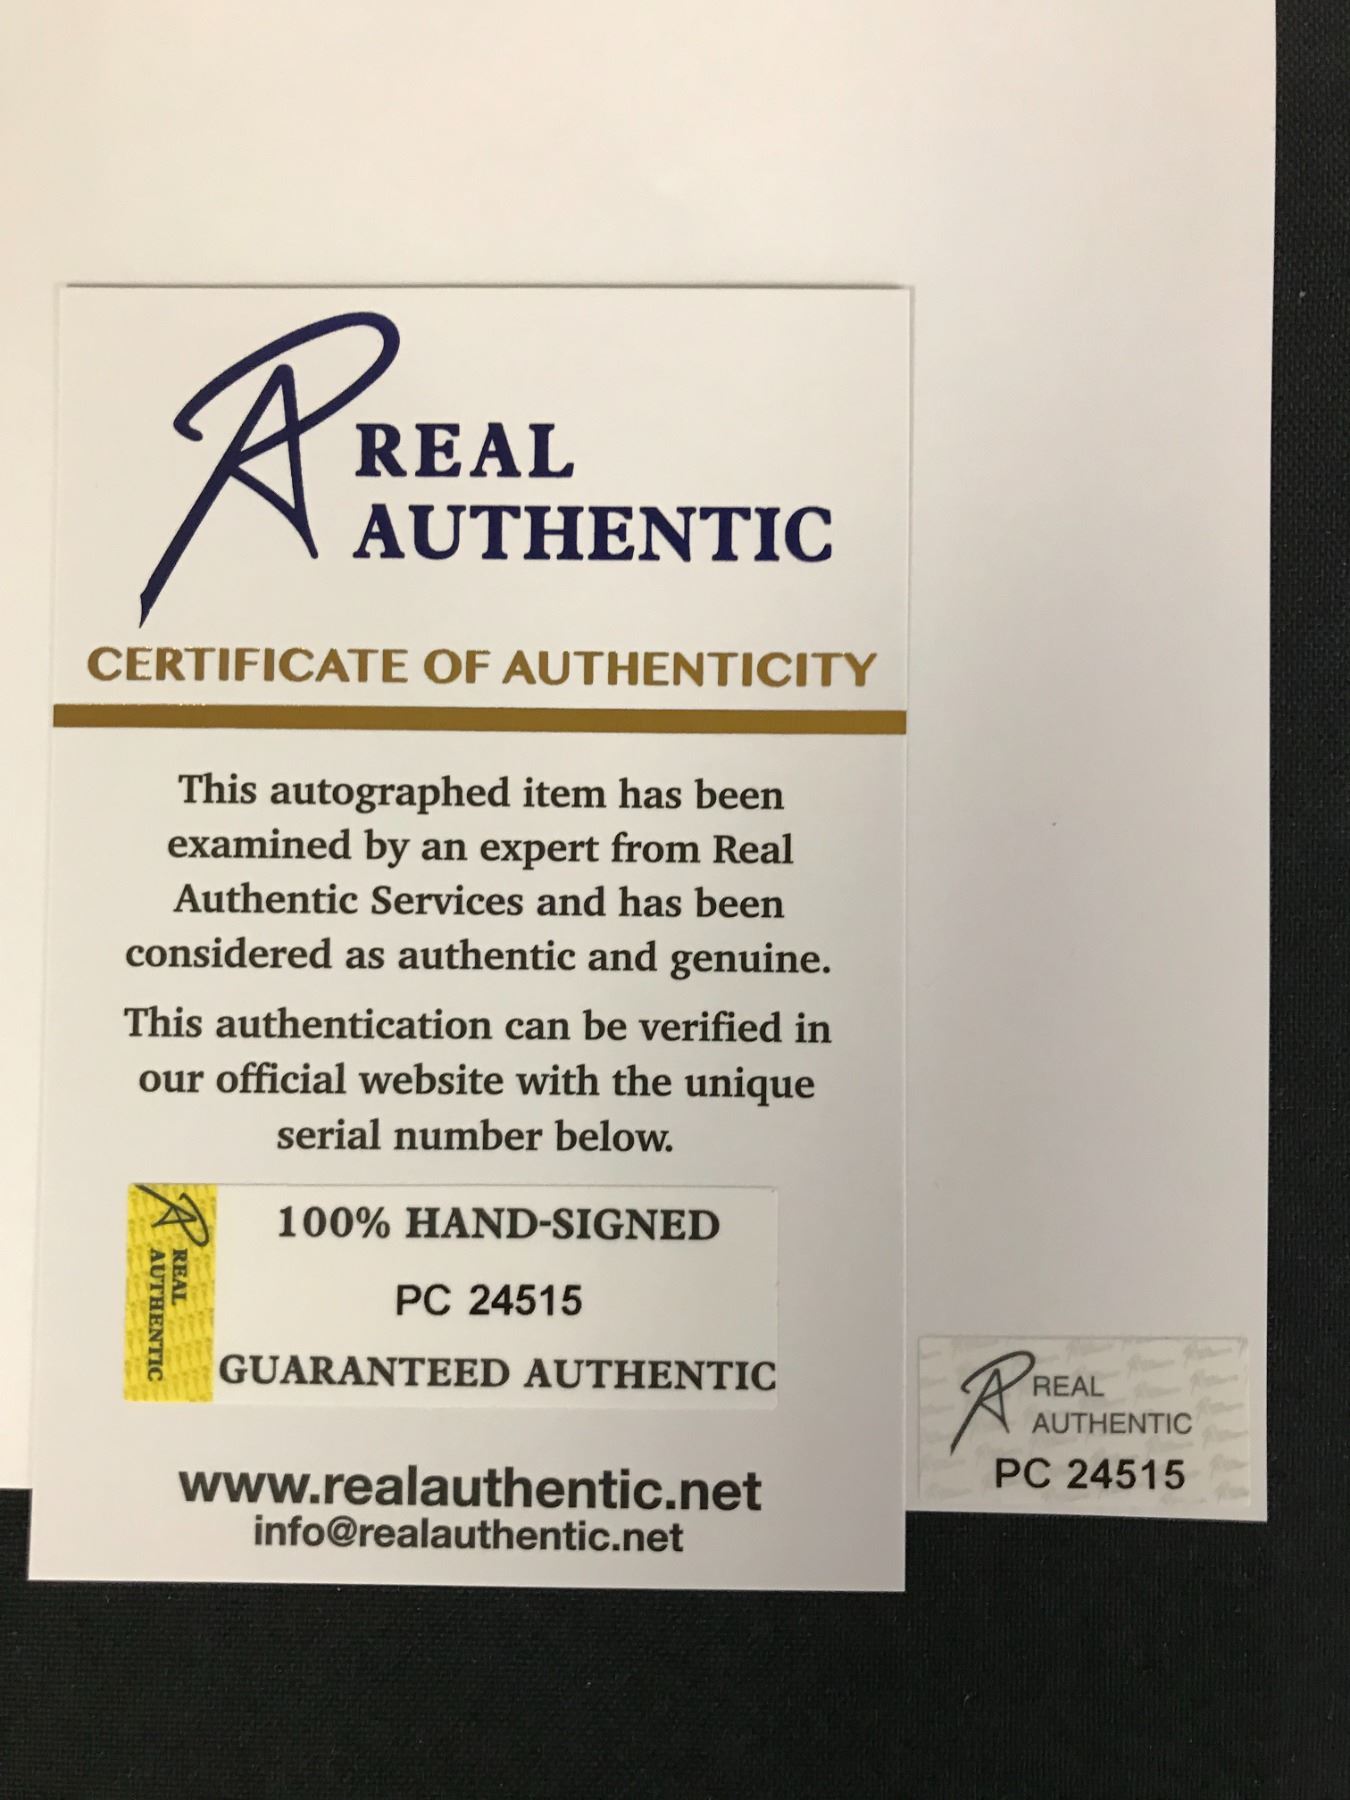 REAL
AUTHENTIC
CERTIFICATE OF AUTHENTICITY
This autographed item has been
examined by an expert from Real
Authentic Services and has been
considered as authentic and genuine.
This authentication can be verified in
our official website with the unique
serial number below.
REAL
AUTHENTIC
100% HAND-SIGNED
PC 24515
GUARANTEED AUTHENTIC
www.realauthentic.net
info@realauthentic.net
REAL
AUTHENTIC
PC 24515